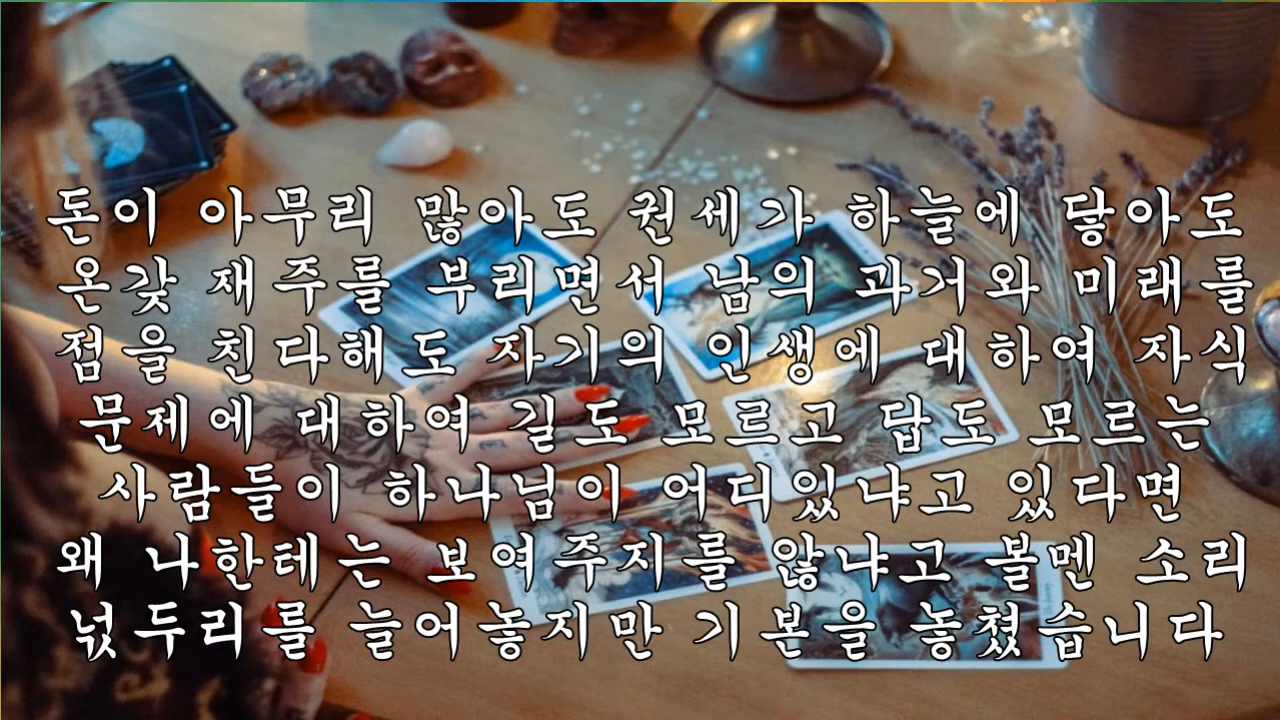 돈이 아무리 많아도 권세가 하늘에 닿아도
온갖 재주를 부리면서 남의 과거와 미래를
점을 친다해도 자기의 인생에 대하여 자식
문제에 대하여 길도 모르고 답도 모르는
사람들이 하나님이 어디있냐고 있다면
왜 나한테는 보여주지를 않냐고 볼멘 소리
넋두리를 늘어놓지만 기본을 놓쳤습니다